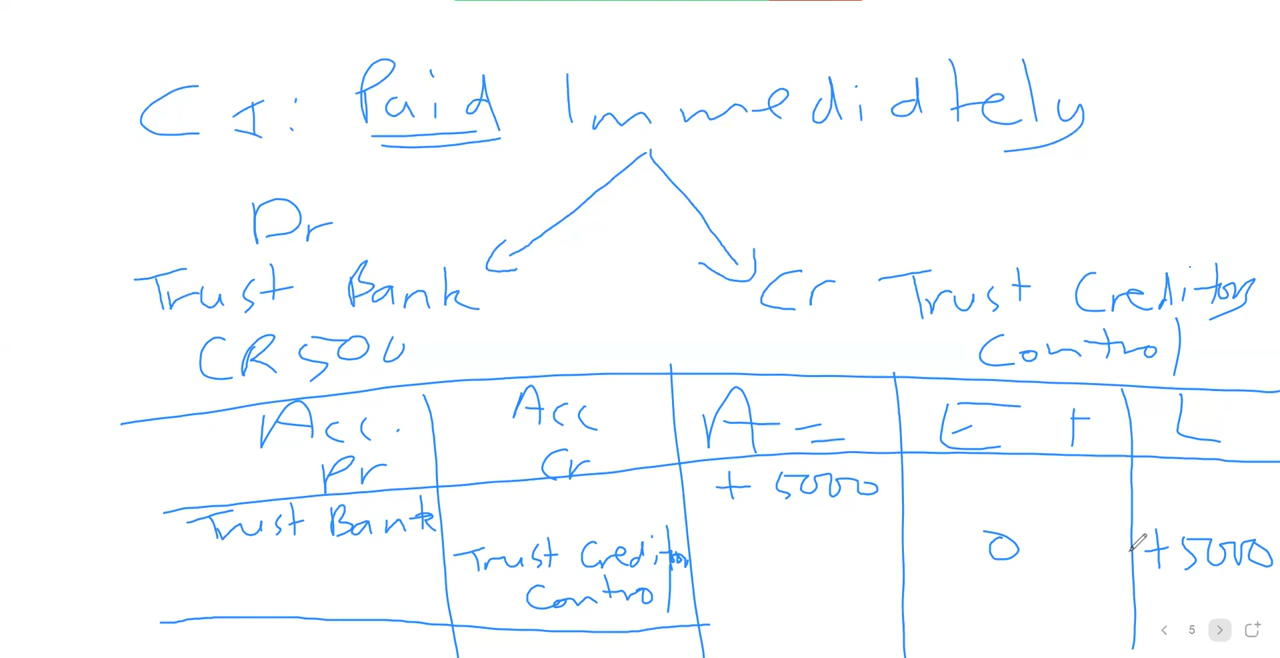 C1: Paid Immedidtely
Dr
Trust Bank
CR500
Cr Trust Creditors
Control
Acc. Dr
Acc Cr
A =
E +
L
Trust Bank
+ 5000
Trust Creditor
Control
0
+ 5000
5